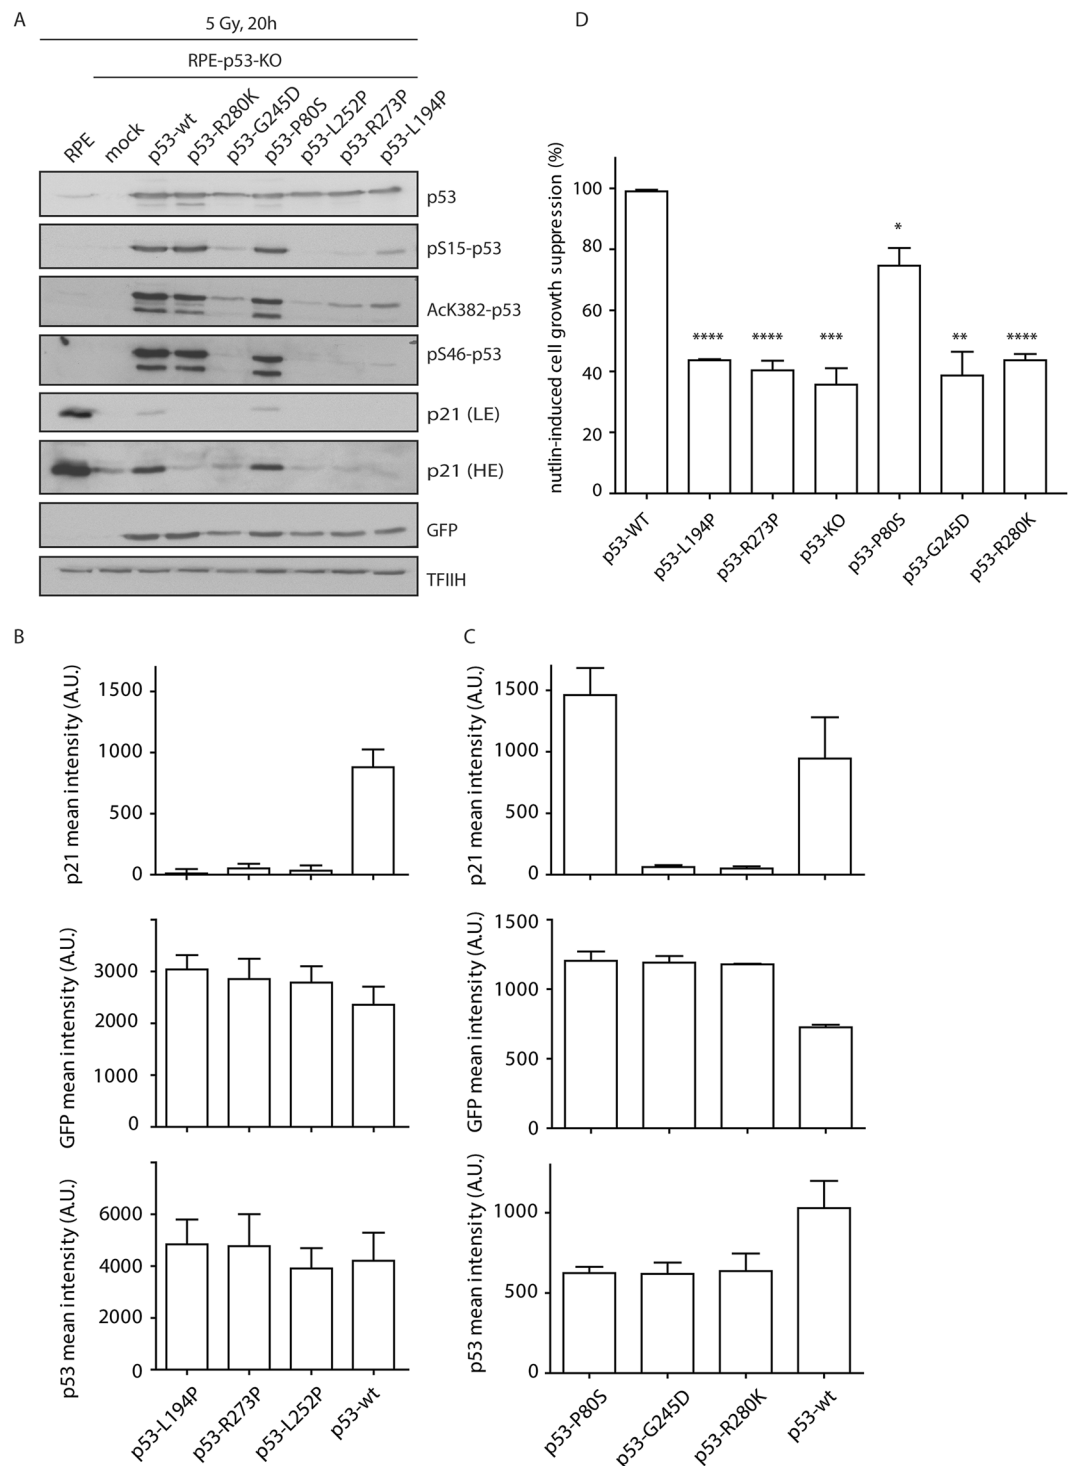 A
5 Gy, 20h
RPE-p53-KO
RPE
mock
p53-wt
p53-R280K
p53-G245D
p53-P80S
p53-L252P
p53-R273P
p53-L194P
p53
pS15-p53
AcK382-p53
pS46-p53
p21 (LE)
p21 (HE)
GFP
TFIIH
D
nutlin-induced cell growth suppression (%)
100
80
60
40
20
0
*
**** **** *** ** ****
p53-WT
p53-L194P
p53-R273P
p53-KO
p53-P80S
p53-G245D
p53-R280K
B
p21 mean intensity (A.U.)
1500
1000
500
0
GFP mean intensity (A.U.)
3000
2000
1000
0
p53 mean intensity (A.U.)
6000
4000
2000
0
p53-L194P
p53-R273P
p53-L252P
p53-wt
C
p21 mean intensity (A.U.)
1500
1000
500
0
GFP mean intensity (A.U.)
1500
1000
500
0
p53 mean intensity (A.U.)
1000
500
0
p53-P80S
p53-G245D
p53-R280K
p53-wt